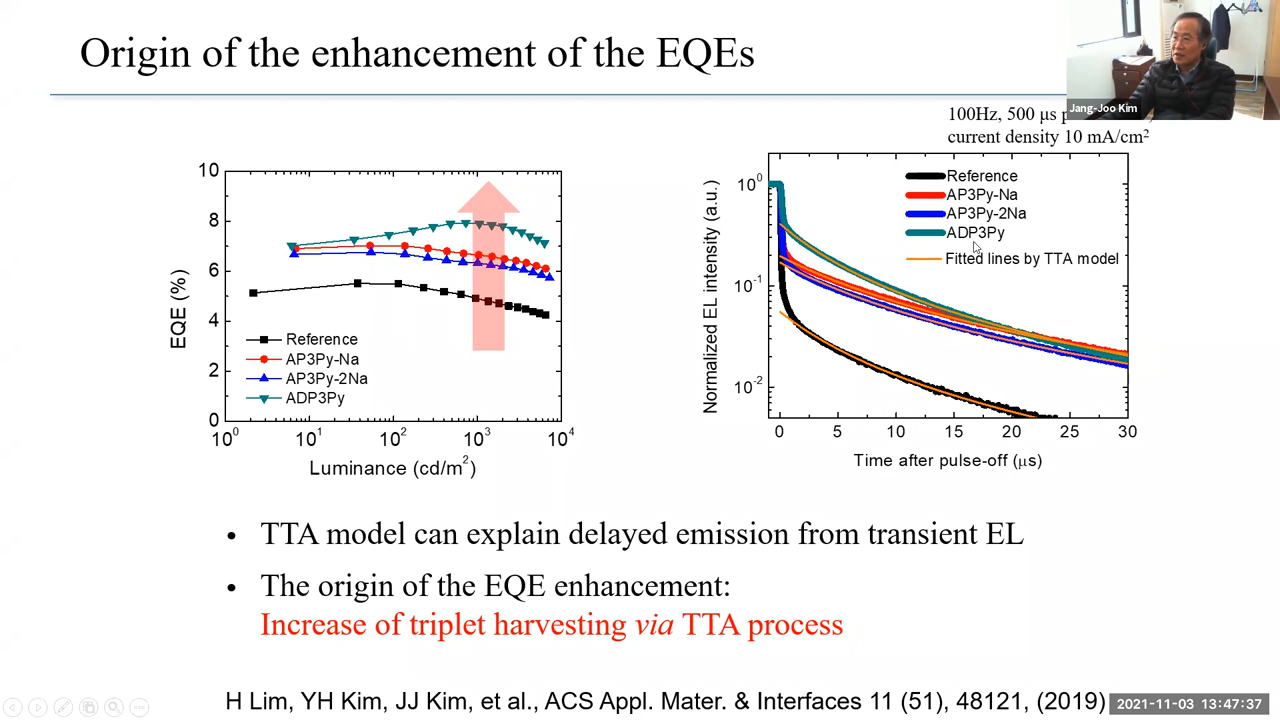 Origin of the enhancement of the EQEs
Jang-Joo Kim
100Hz, 500 μs
current density 10 mA/cm²
10
8
6
4
2
0
EQE (%)
Reference
AP3Py-Na
AP3Py-2Na
ADP3Py
10⁰
10¹
10²
10³
10⁴
Luminance (cd/m²)
10⁰
10⁻¹
10⁻²
Normalized EL intensity (a.u.)
Reference
AP3Py-Na
AP3Py-2Na
ADP3Py
Fitted lines by TTA model
0 5 10 15 20 25 30
Time after pulse-off (μs)
• TTA model can explain delayed emission from transient EL
• The origin of the EQE enhancement:
Increase of triplet harvesting via TTA process
H Lim, YH Kim, JJ Kim, et al., ACS Appl. Mater. & Interfaces 11 (51), 48121, (2019)
2021-11-03 13:47:37